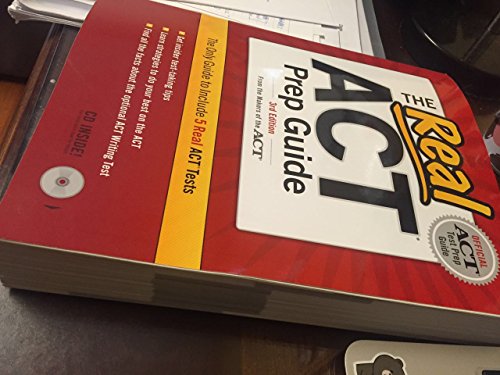 THE
Real
ACT®
Prep Guide
3rd Edition
From the Makers of the ACT®
OFFICIAL
ACT
Test Prep
Guide
The Only Guide to Include 5 Real ACT Tests
Get insider test-taking tips
Learn strategies to do your best on the ACT
Find all the facts about the optional ACT Writing Test
CD INSIDE!